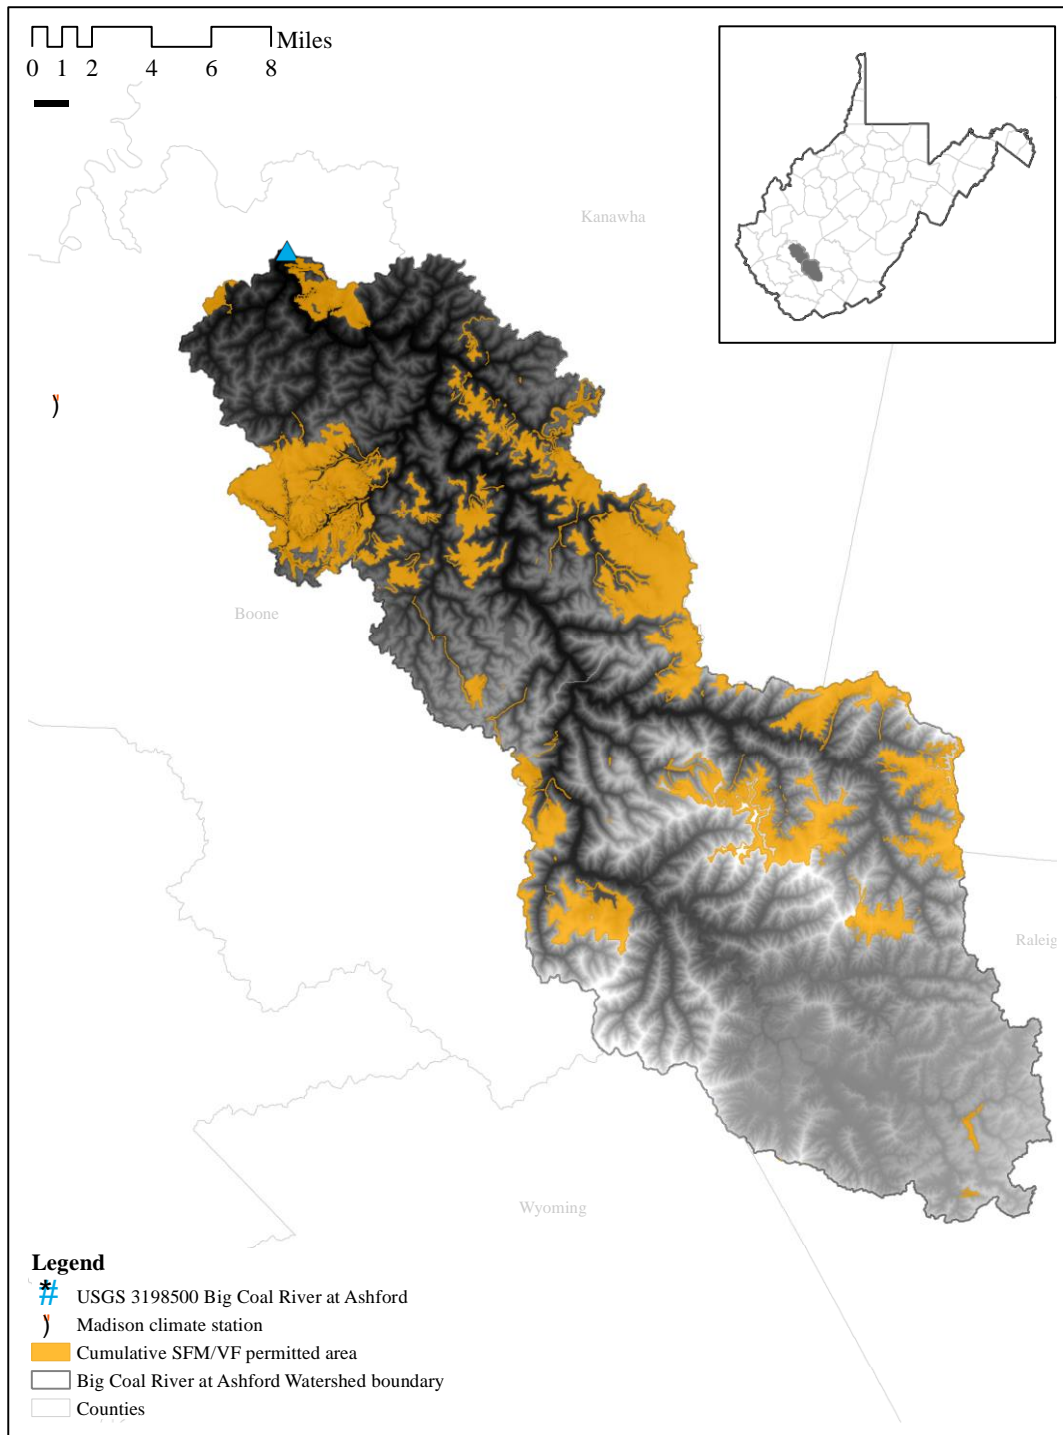 Miles
0 1 2 4 6 8
Kanawha
Boone
Raleig
Wyoming
Legend
*
#
USGS 3198500 Big Coal River at Ashford
)
Madison climate station
)
Cumulative SFM/VF permitted area
Big Coal River at Ashford Watershed boundary
Counties